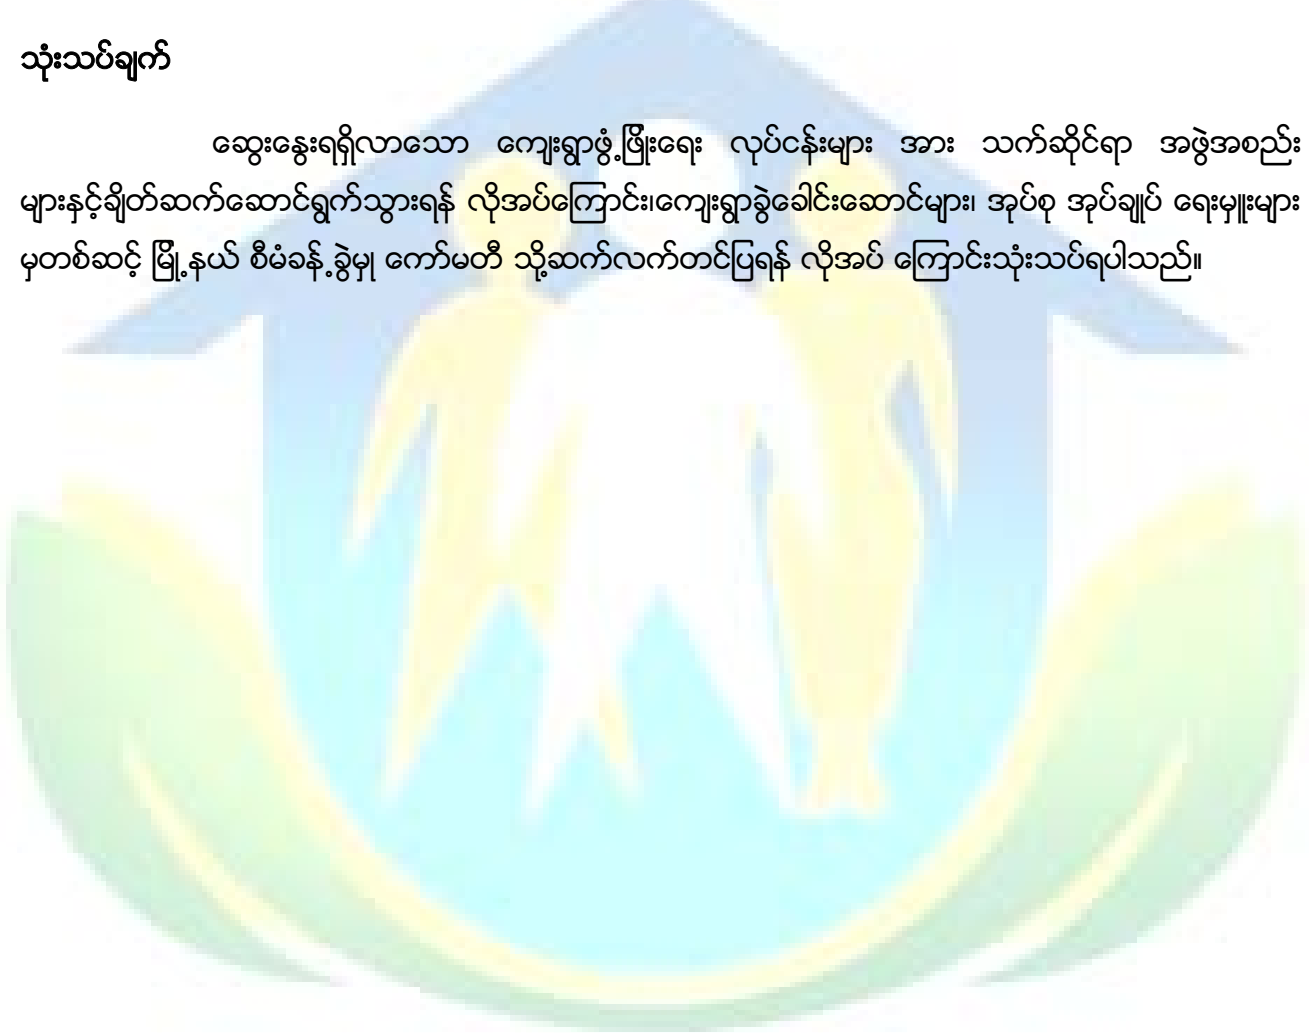 သုံးသပ်ချက်
ဆွေးနွေးရရှိလာသော ကျေးရွာဖွံ့ဖြိုးရေး လုပ်ငန်းများ အား သက်ဆိုင်ရာ အဖွဲအစည်း
များနှင့်ချိတ်ဆက်ဆောင်ရွက်သွားရန် လိုအပ်ကြောင်း၊ကျေးရွာခွဲခေါင်းဆောင်များ၊ အုပ်စု အုပ်ချုပ် ရေးမှူးများ
မှတစ်ဆင့် မြို့နယ် စီမံခန့်ခွဲမှု ကော်မတီ သို့ဆက်လက်တင်ပြရန် လိုအပ် ကြောင်းသုံးသပ်ရပါသည်။